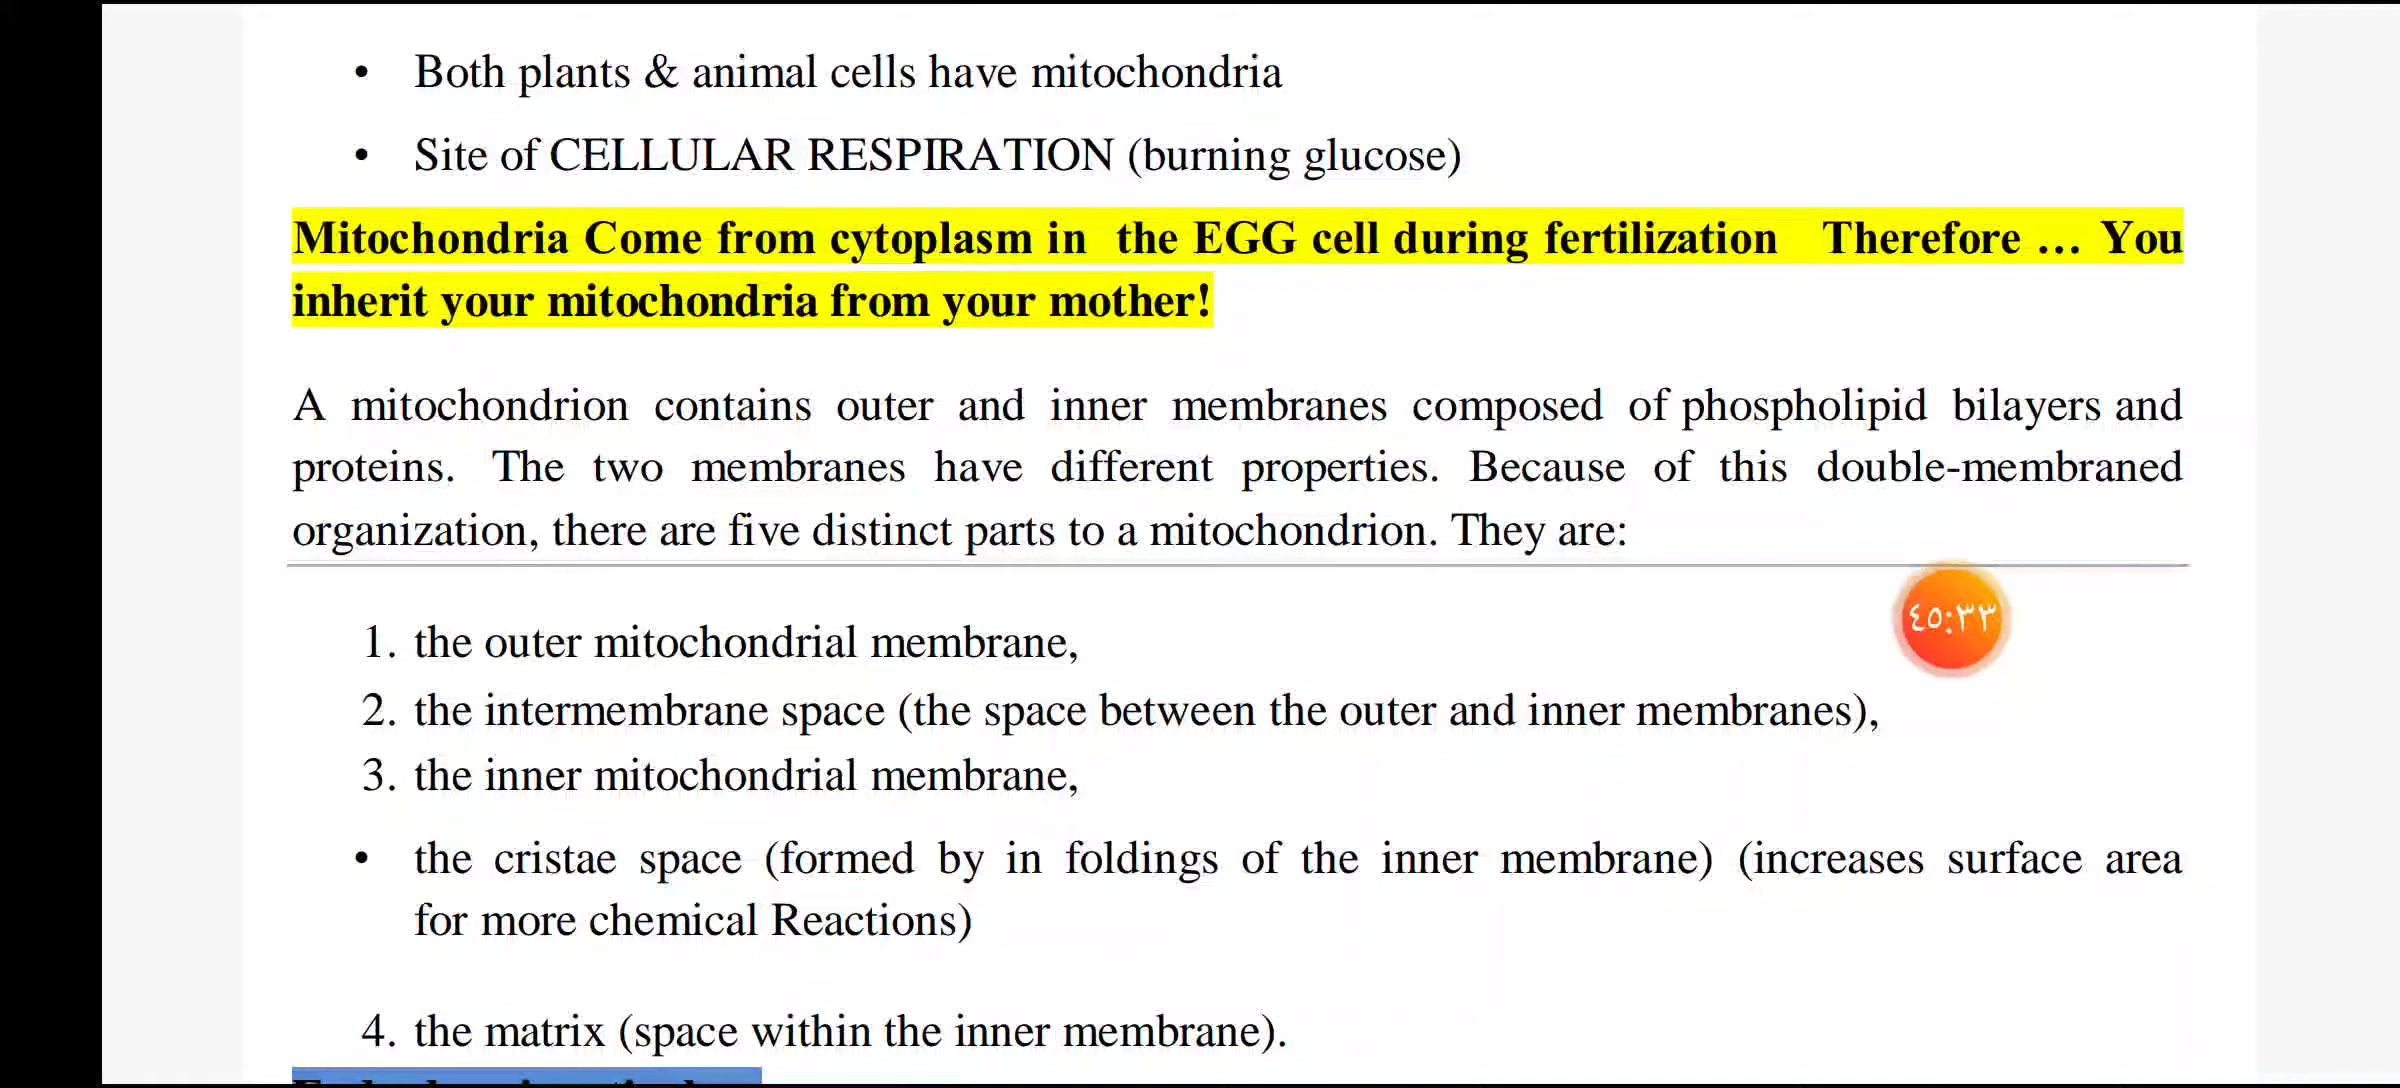 • Both plants & animal cells have mitochondria
• Site of CELLULAR RESPIRATION (burning glucose)
Mitochondria Come from cytoplasm in the EGG cell during fertilization Therefore ... You
inherit your mitochondria from your mother!
A mitochondrion contains outer and inner membranes composed of phospholipid bilayers and
proteins. The two membranes have different properties. Because of this double-membraned
organization, there are five distinct parts to a mitochondrion. They are:
٤٥:٣٣
1. the outer mitochondrial membrane,
2. the intermembrane space (the space between the outer and inner membranes),
3. the inner mitochondrial membrane,
• the cristae space (formed by in foldings of the inner membrane) (increases surface area
for more chemical Reactions)
4. the matrix (space within the inner membrane).